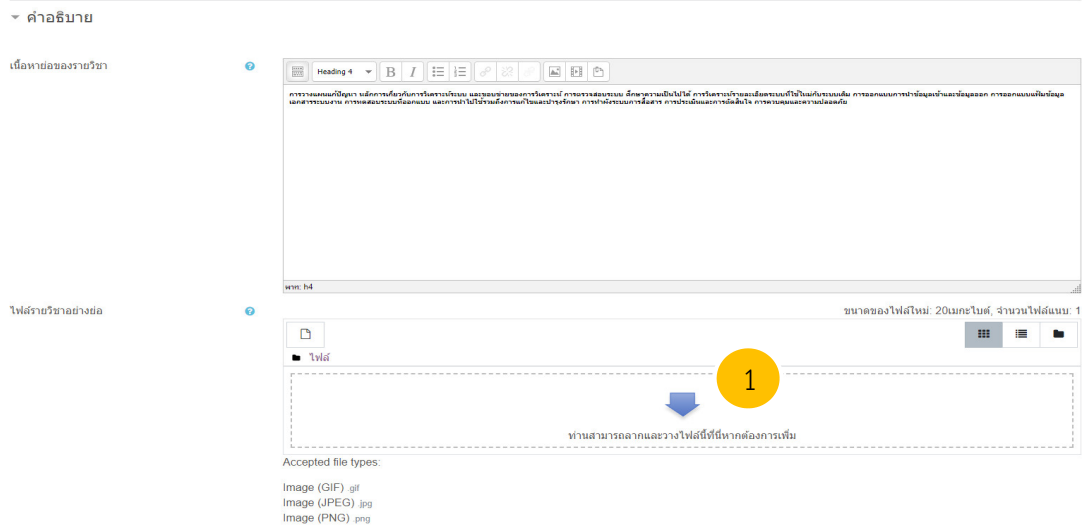 คำอธิบาย
เนื้อหาย่อของรายวิชา
Heading 4
B I
การวางแผนแก้ปัญหา หลักการเกี่ยวกับการวิเคราะห์ระบบ และขอบข่ายของการวิเคราะห์ การตรวจสอบระบบ ศึกษาความเป็นไปได้ การวิเคราะห์รายละเอียดระบบที่ใช้ใหม่กับระบบเดิม การออกแบบการนำข้อมูลเข้าและข้อมูลออก การออกแบบแฟ้มข้อมูล
เอกสารระบบงาน การทดสอบระบบที่ออกแบบ และการนำไปใช้รวมถึงการแก้ไขและบำรุงรักษา การทำผังระบบการสื่อสาร การประเมินและการตัดสินใจ การควบคุมและความปลอดภัย
พาท: h4
ไฟล์รายวิชาอย่างย่อ
ขนาดของไฟล์ใหม่: 20เมกะไบต์, จำนวนไฟล์แนบ: 1
ไฟล์
1
ท่านสามารถลากและวางไฟล์นี้ที่นี่หากต้องการเพิ่ม
Accepted file types:
Image (GIF) .gif
Image (JPEG) .jpg
Image (PNG) .png